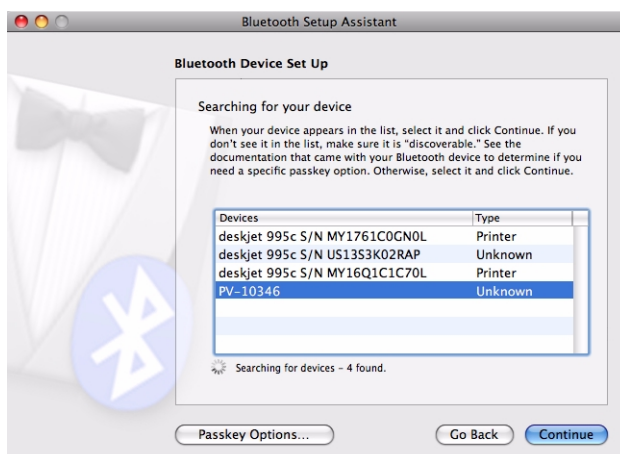 Bluetooth Setup Assistant
Bluetooth Device Set Up
Searching for your device
When your device appears in the list, select it and click Continue. If you
don't see it in the list, make sure it is "discoverable." See the
documentation that came with your Bluetooth device to determine if you
need a specific passkey option. Otherwise, select it and click Continue.
Devices Type
deskjet 995c S/N MY1761C0GN0L Printer
deskjet 995c S/N US13S3K02RAP Unknown
deskjet 995c S/N MY16Q1C1C70L Printer
PV-10346 Unknown
Searching for devices – 4 found.
Passkey Options... Go Back Continue